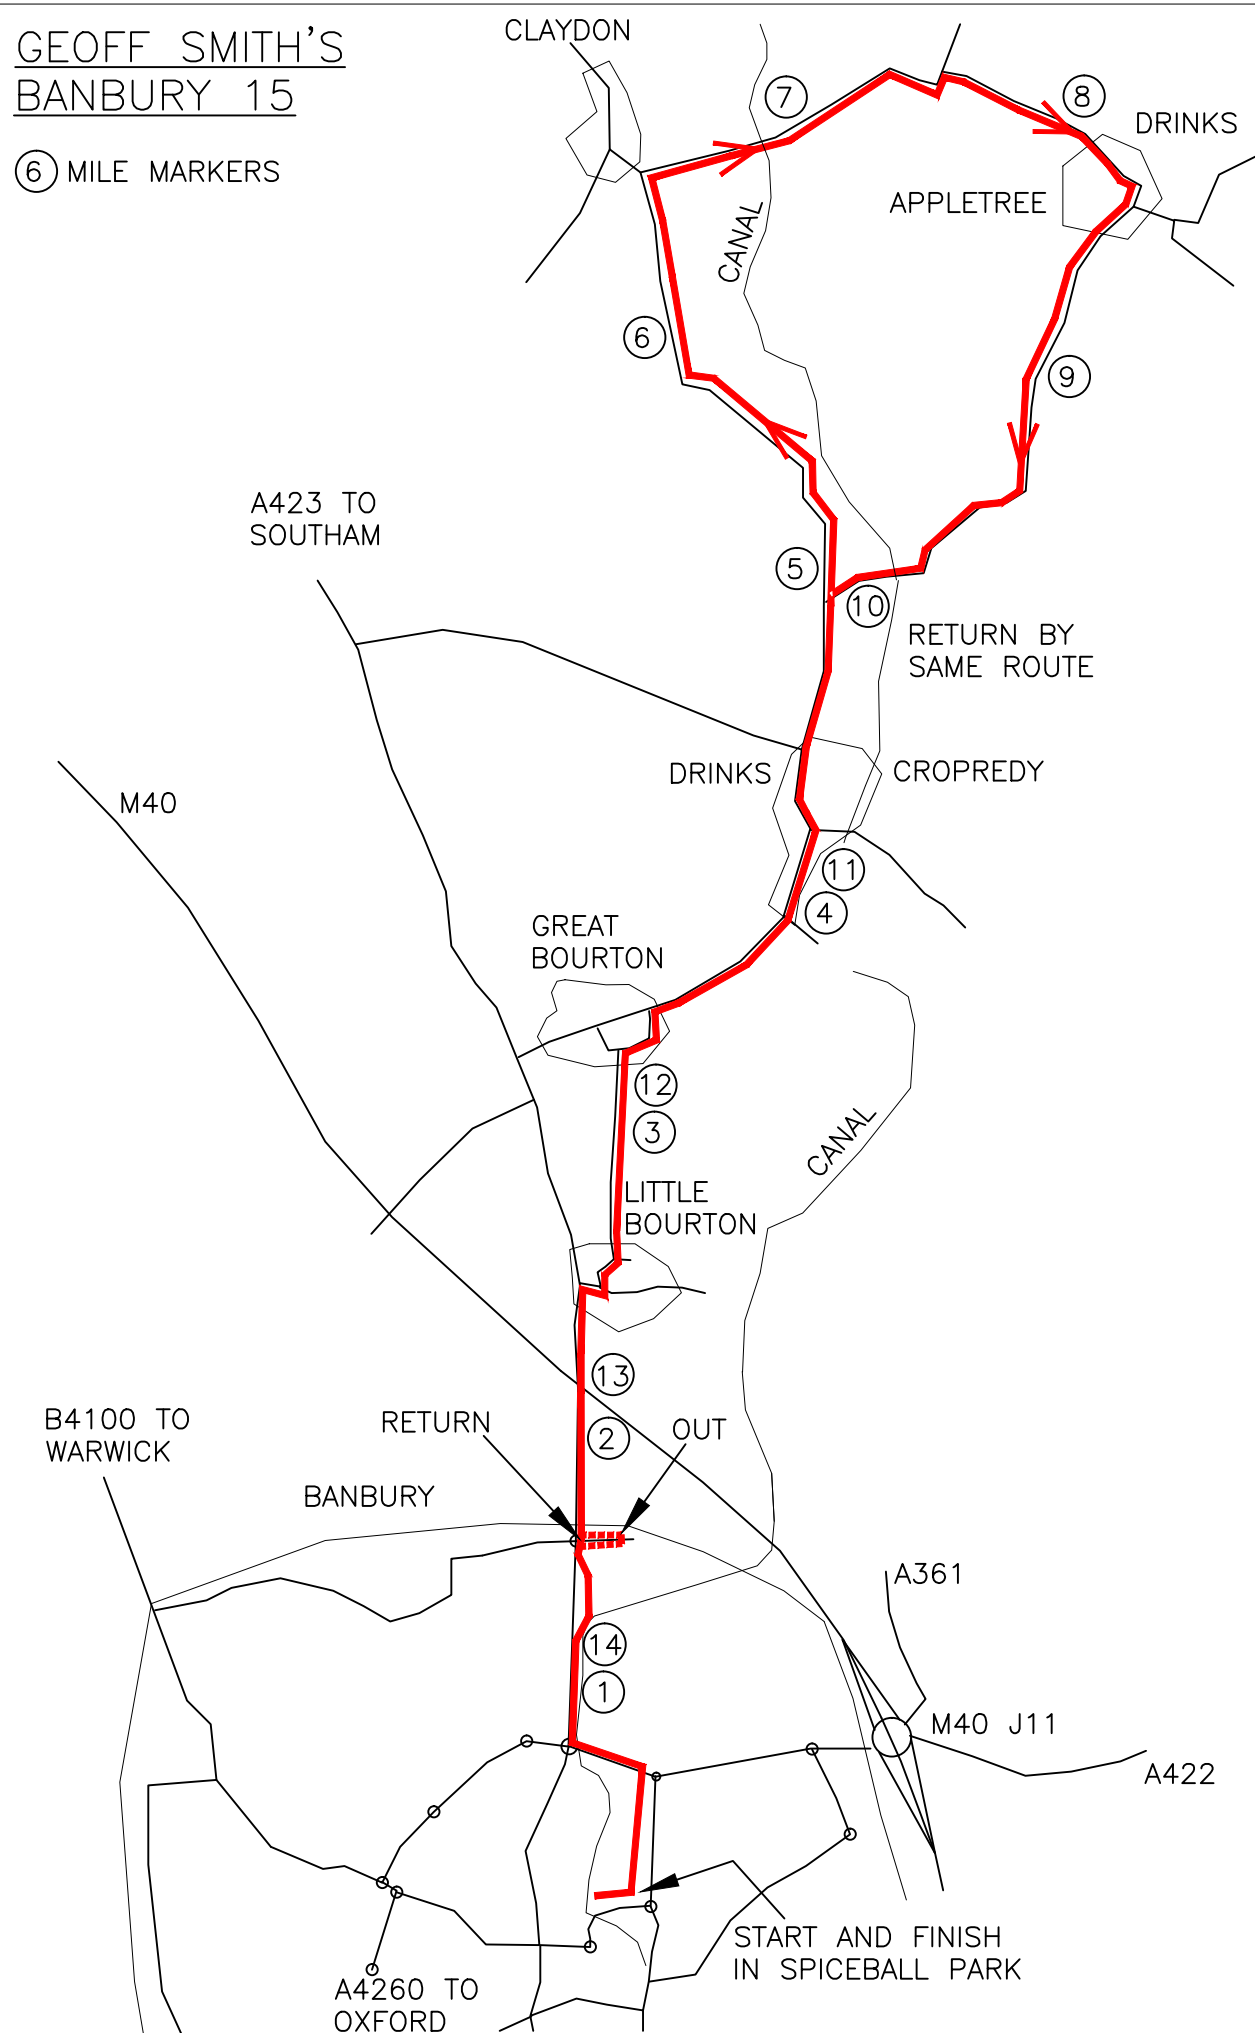 GEOFF SMITH'S
BANBURY 15
6 MILE MARKERS
CLAYDON
7
8
DRINKS
APPLETREE
CANAL
6
9
A423 TO
SOUTHAM
5
10
RETURN BY
SAME ROUTE
DRINKS
CROPREDY
M40
11
4
GREAT
BOURTON
12
3
CANAL
LITTLE
BOURTON
13
B4100 TO
WARWICK
RETURN
2
OUT
BANBURY
A361
14
1
M40 J11
A422
START AND FINISH
IN SPICEBALL PARK
A4260 TO
OXFORD